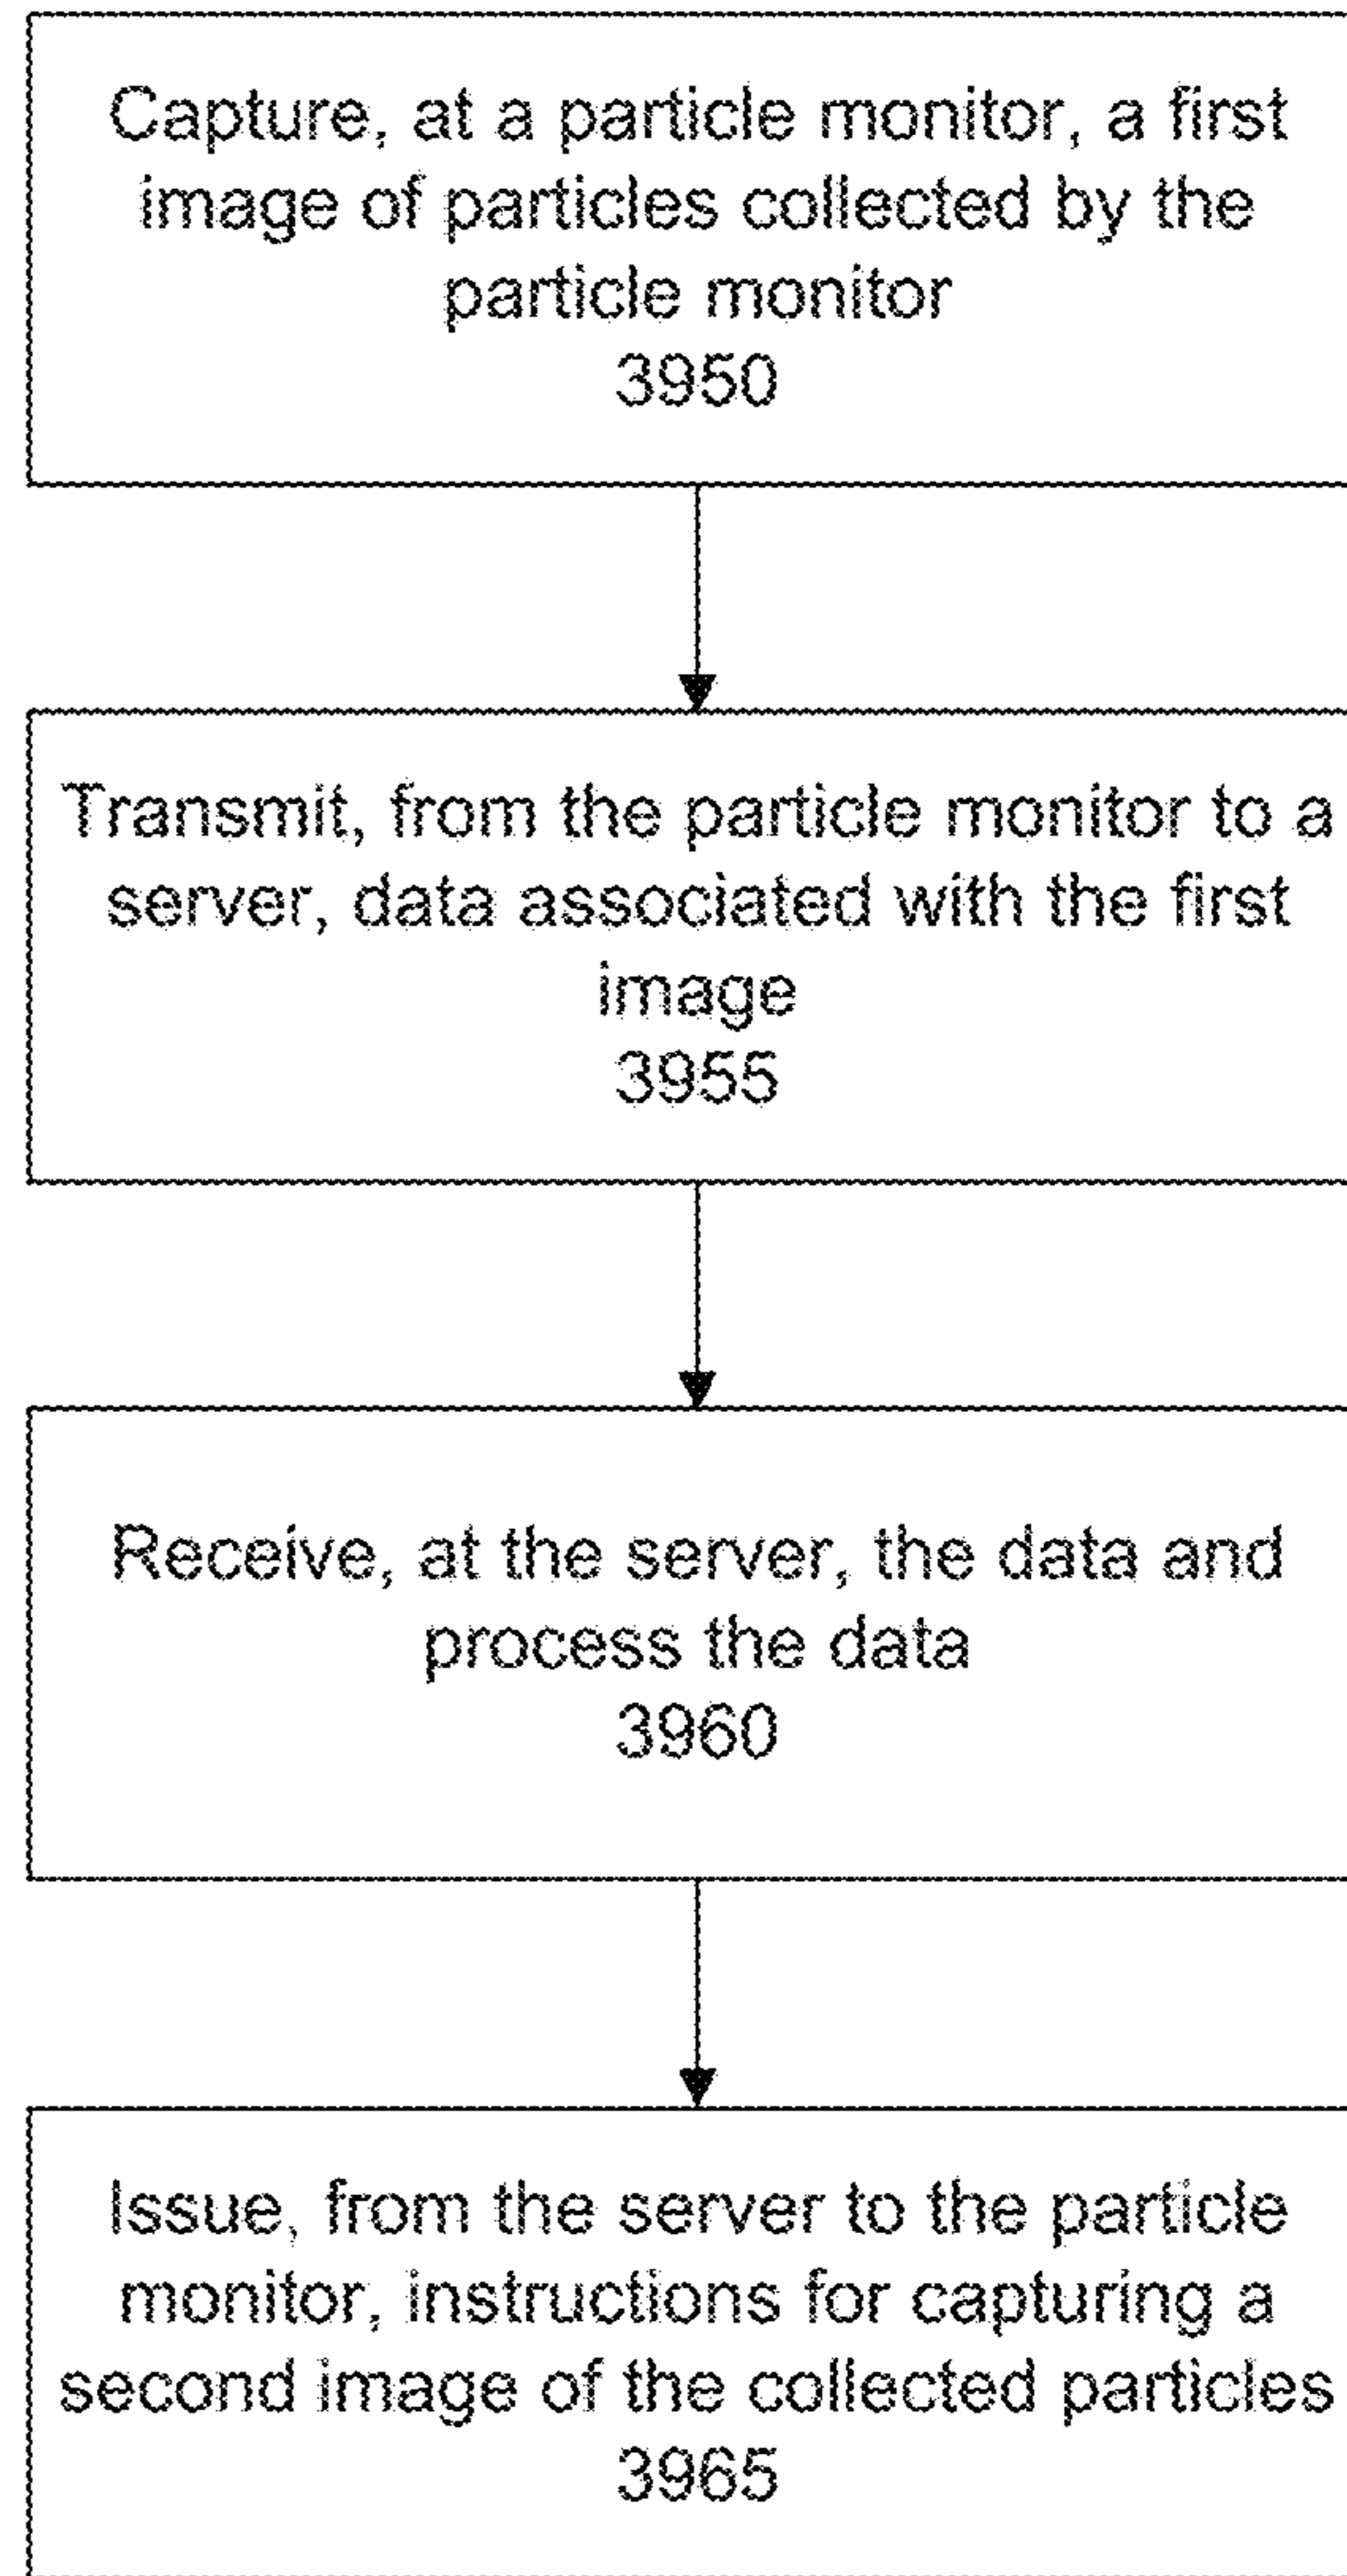 Capture, at a particle monitor, a first
image of particles collected by the
particle monitor
3950
Transmit, from the particle monitor to a
server, data associated with the first
image
3955
Receive, at the server, the data and
process the data
3960
Issue, from the server to the particle
monitor, instructions for capturing a
second image of the collected particles
3965